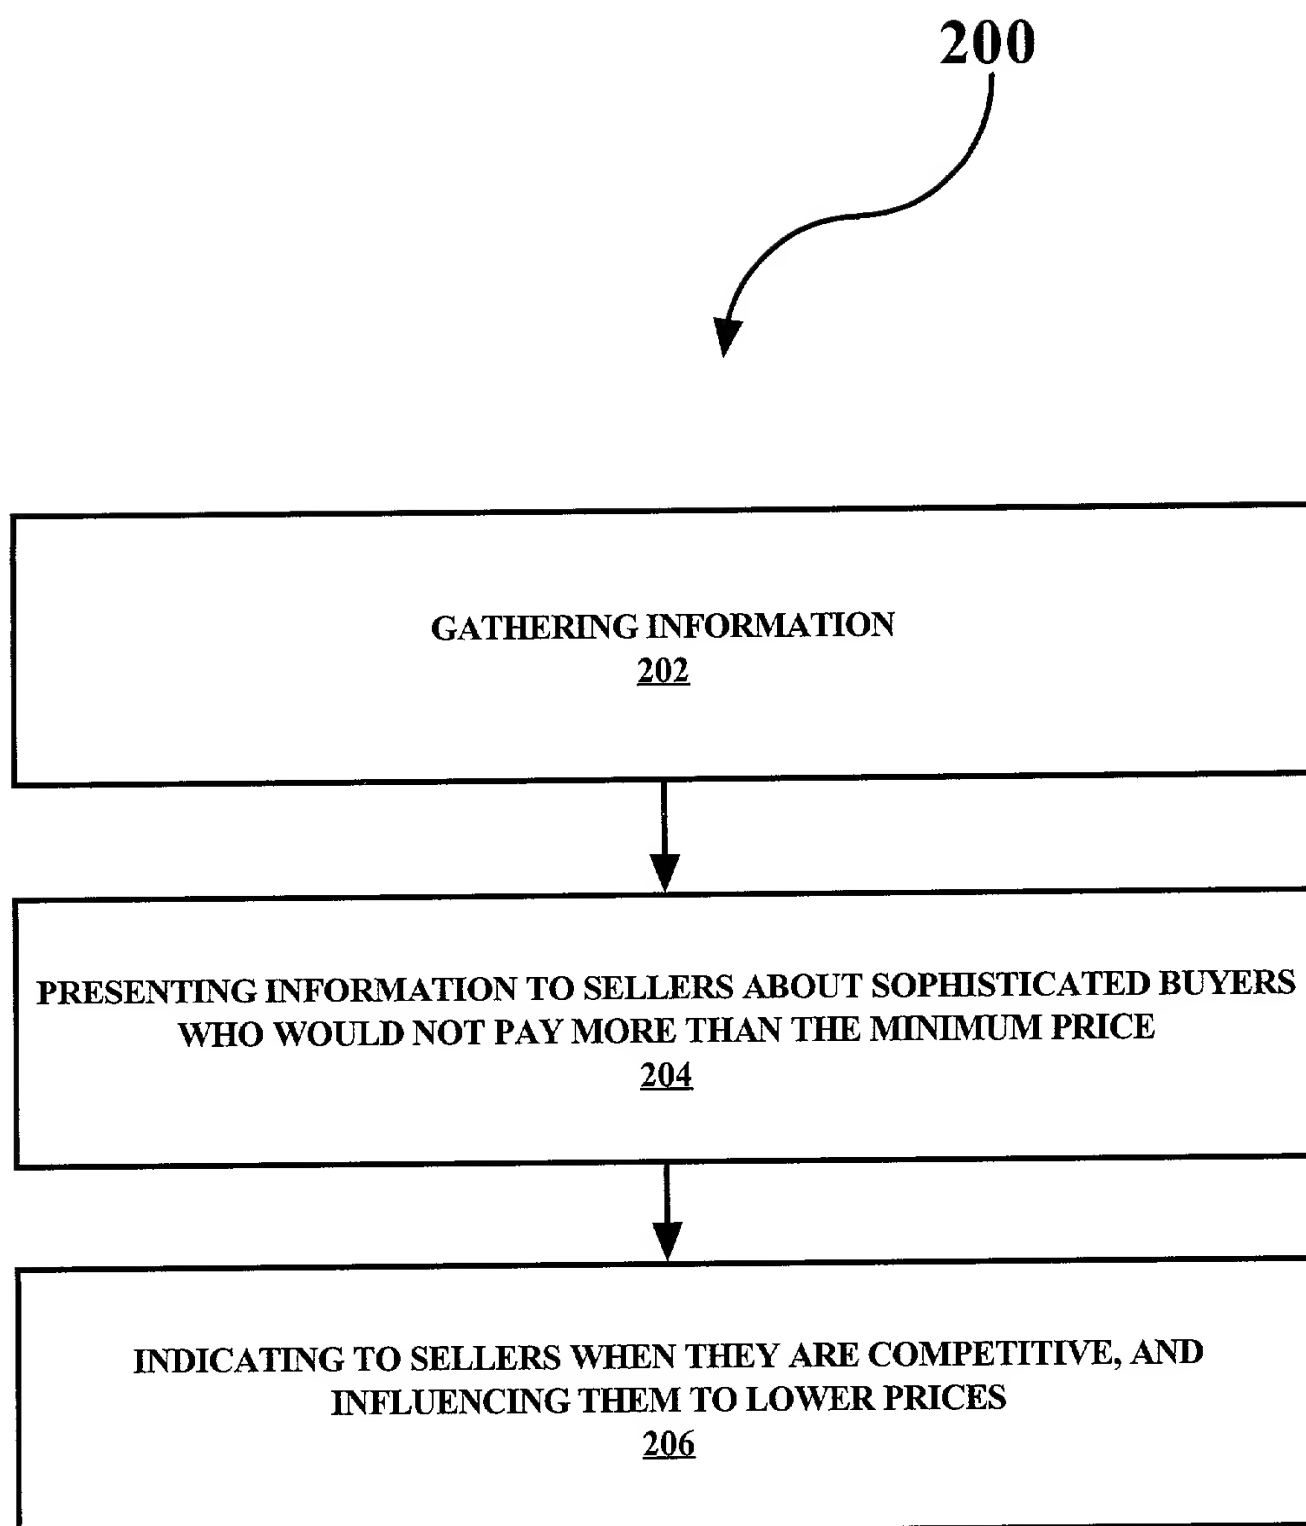 200
GATHERING INFORMATION
202
PRESENTING INFORMATION TO SELLERS ABOUT SOPHISTICATED BUYERS
WHO WOULD NOT PAY MORE THAN THE MINIMUM PRICE
204
INDICATING TO SELLERS WHEN THEY ARE COMPETITIVE, AND
INFLUENCING THEM TO LOWER PRICES
206